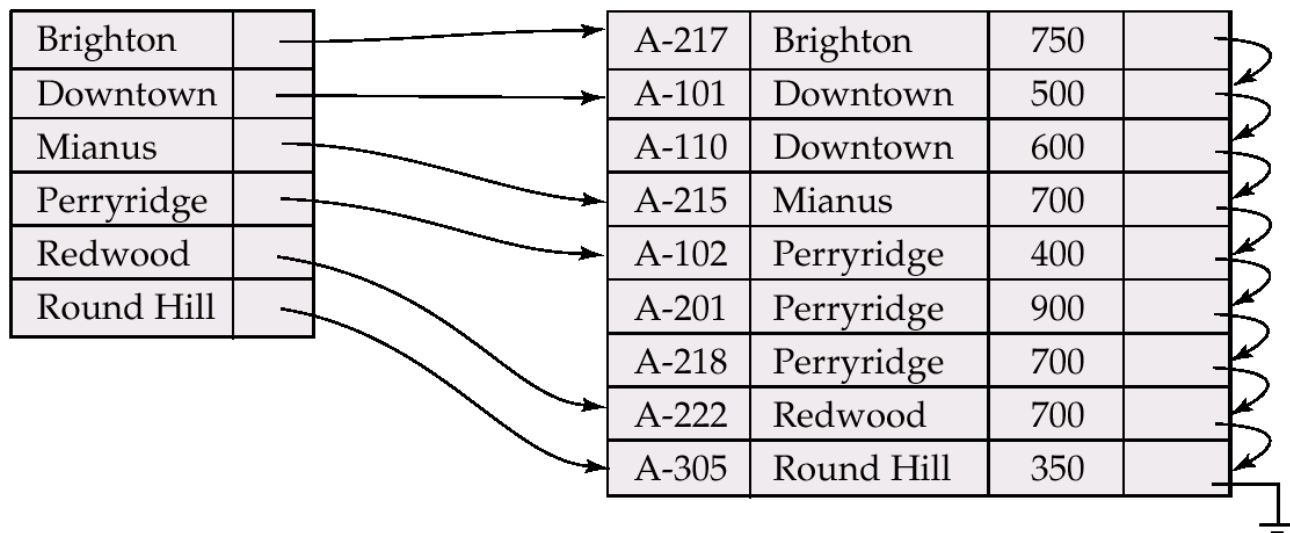 Brighton
Downtown
Mianus
Perryridge
Redwood
Round Hill
A-217 Brighton 750
A-101 Downtown 500
A-110 Downtown 600
A-215 Mianus 700
A-102 Perryridge 400
A-201 Perryridge 900
A-218 Perryridge 700
A-222 Redwood 700
A-305 Round Hill 350